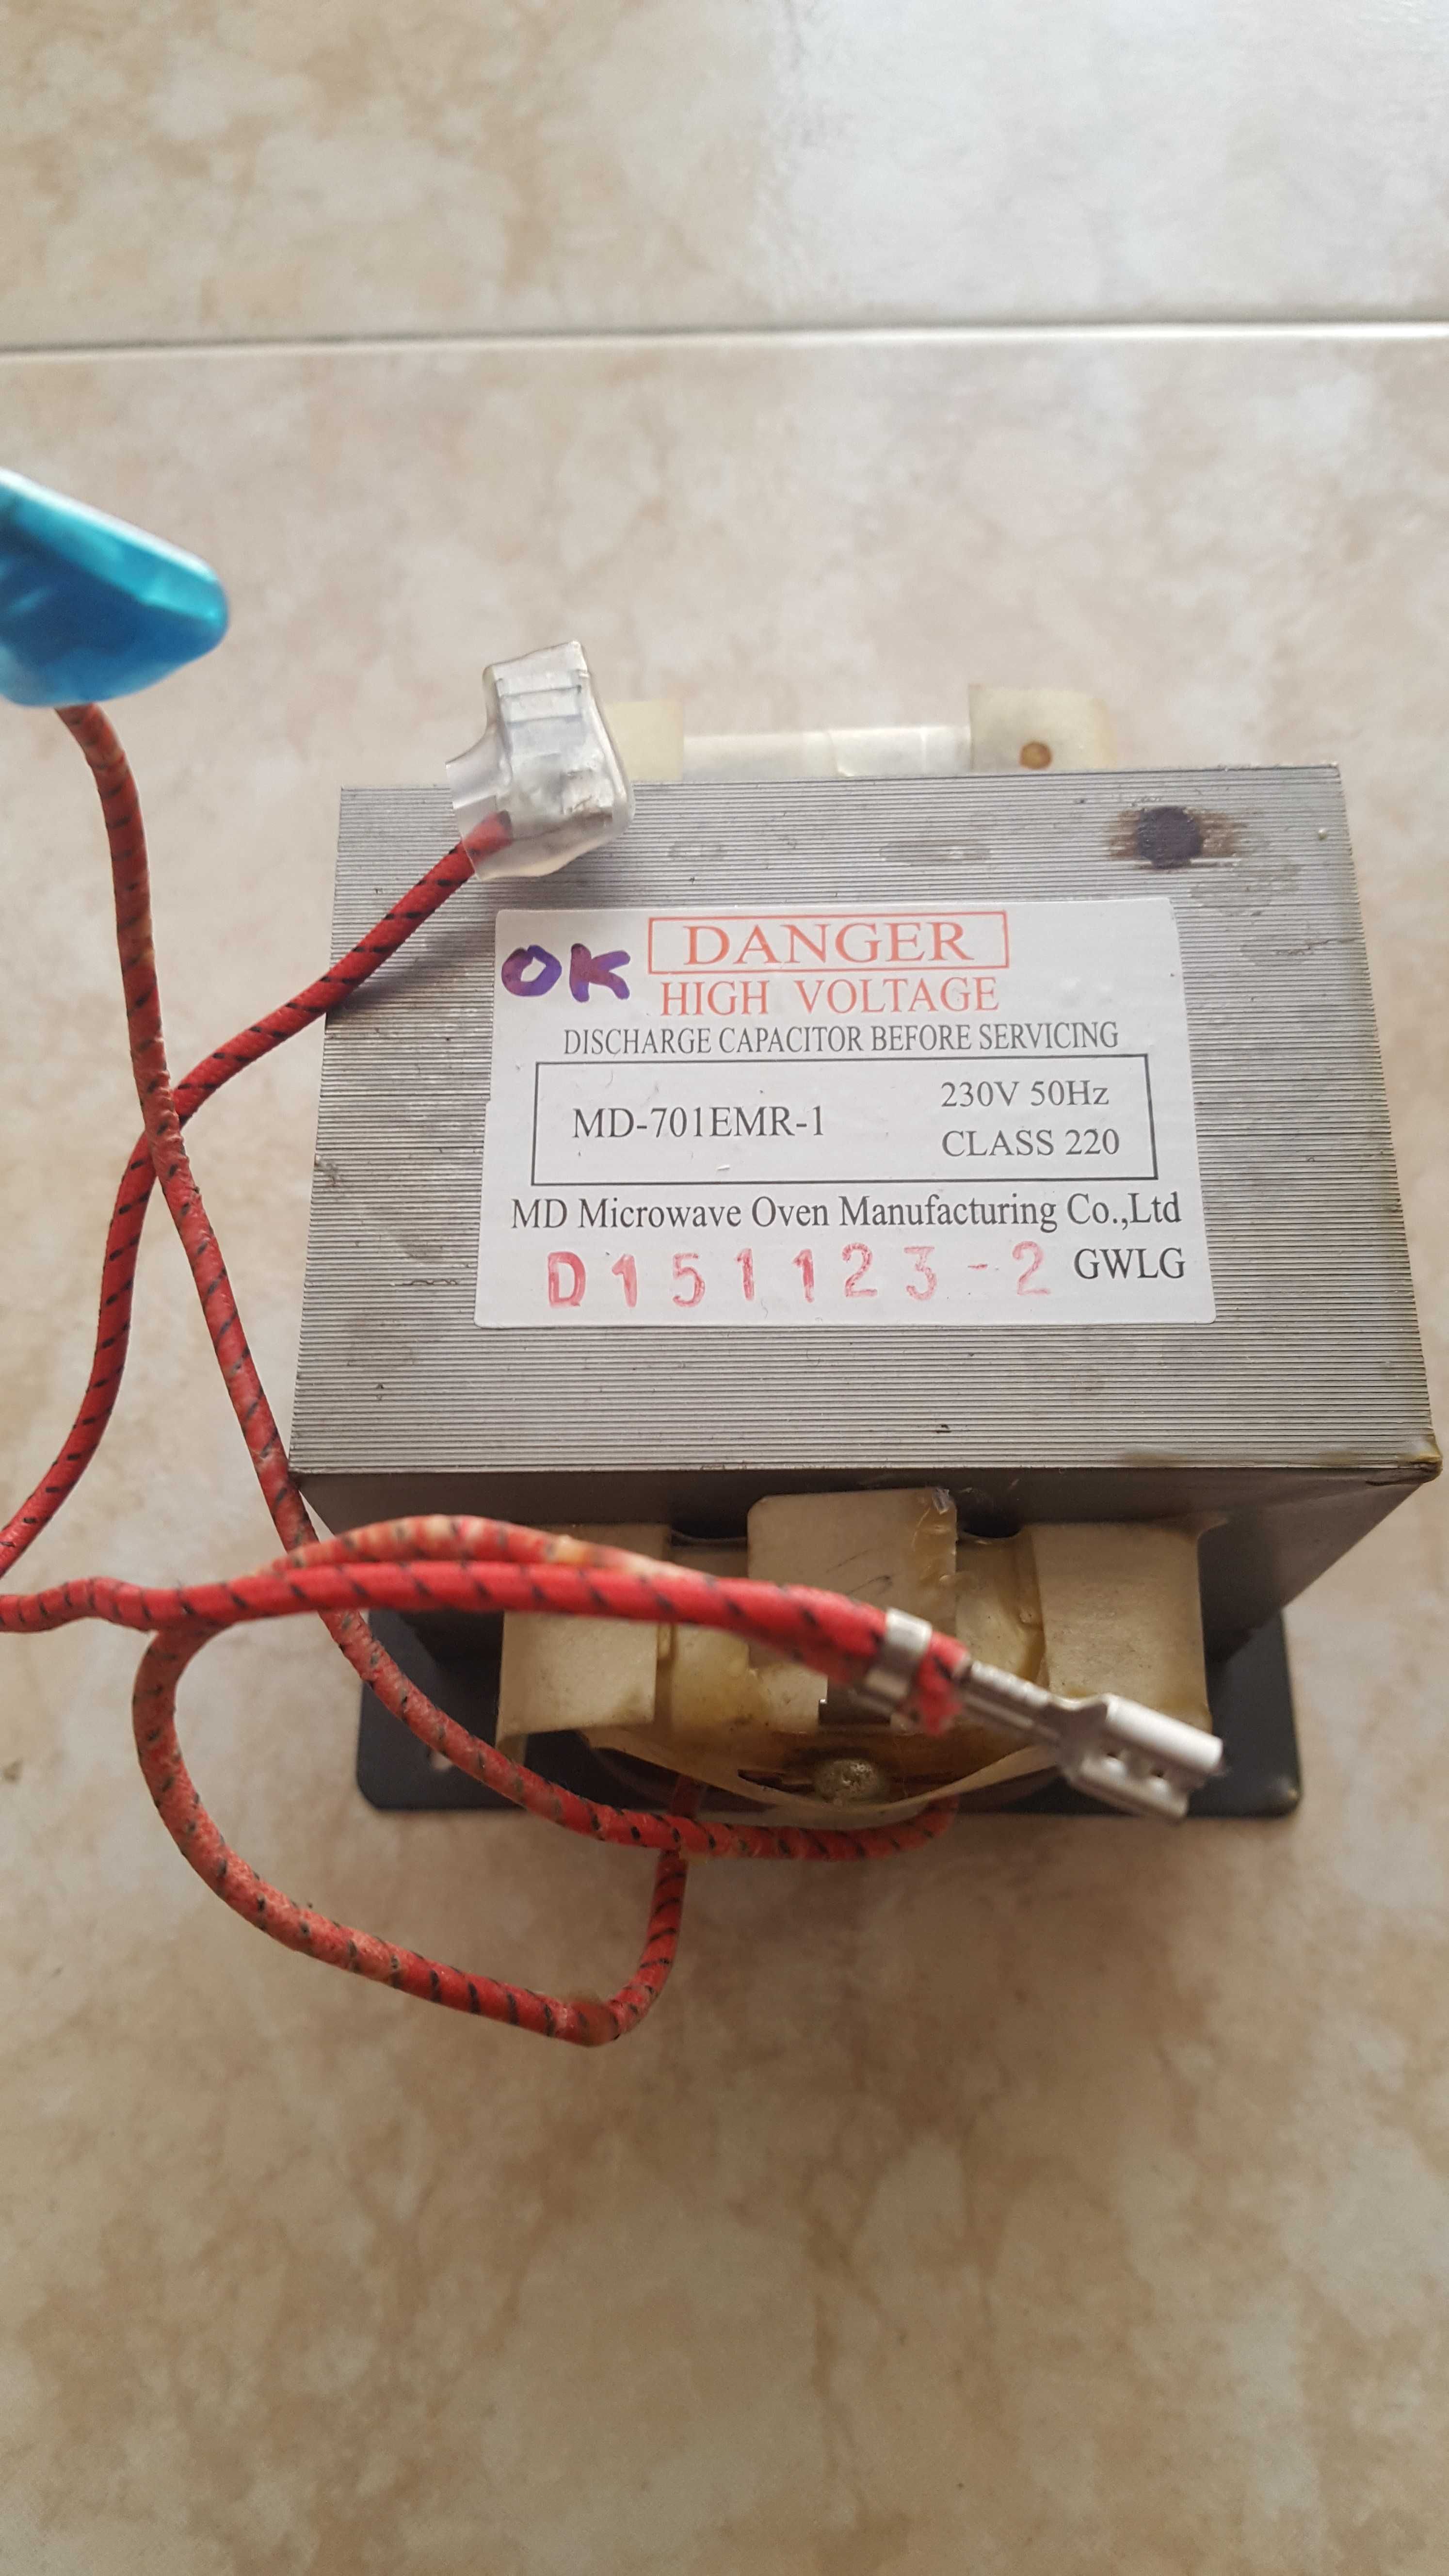 OK DANGER
HIGH VOLTAGE
DISCHARGE CAPACITOR BEFORE SERVICING
MD-701EMR-1
230V 50Hz
CLASS 220
MD Microwave Oven Manufacturing Co.,Ltd
D151123-2 GWLG